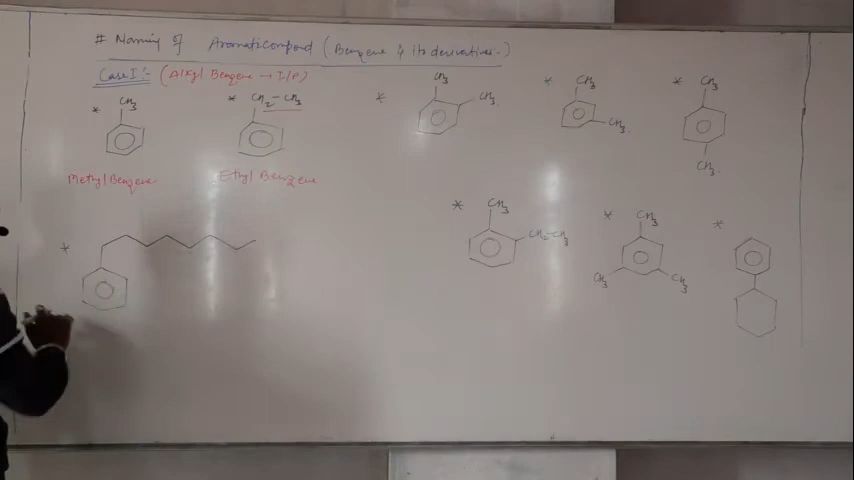 # Naming of Aromatic compound (Benzene & its derivatives.)
Case I:- (Alkyl Benzene → I/P)
* CH3
* CH2-CH3
* CH3 CH3
* CH3 CH3
* CH3 CH3
Methyl Benzene
Ethyl Benzene
* CH3 CH2-CH3
* CH3 CH3 CH3
*
*